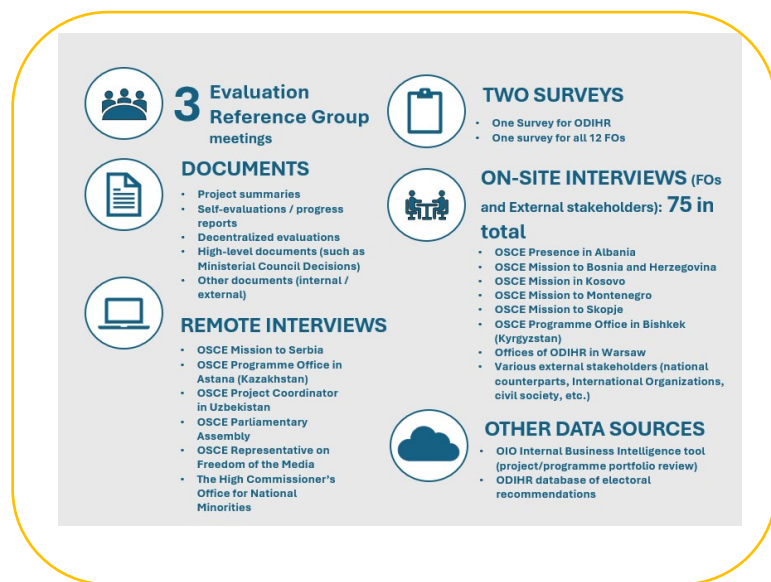 3 Evaluation
Reference Group
meetings
DOCUMENTS
• Project summaries
• Self-evaluations / progress
reports
• Decentralized evaluations
• High-level documents (such as
Ministerial Council Decisions)
• Other documents (internal /
external)
REMOTE INTERVIEWS
• OSCE Mission to Serbia
• OSCE Programme Office in
Astana (Kazakhstan)
• OSCE Project Coordinator
in Uzbekistan
• OSCE Parliamentary
Assembly
• OSCE Representative on
Freedom of the Media
• The High Commissioner's
Office for National
Minorities
TWO SURVEYS
• One Survey for ODIHR
• One survey for all 12 FOs
ON-SITE INTERVIEWS (FOs
and External stakeholders): 75 in
total
• OSCE Presence in Albania
• OSCE Mission to Bosnia and Herzegovina
• OSCE Mission in Kosovo
• OSCE Mission to Montenegro
• OSCE Mission to Skopje
• OSCE Programme Office in Bishkek
(Kyrgyzstan)
• Offices of ODIHR in Warsaw
• Various external stakeholders (national
counterparts, International Organizations,
civil society, etc.)
OTHER DATA SOURCES
• OIO Internal Business Intelligence tool
(project/programme portfolio review)
• ODIHR database of electoral
recommendations